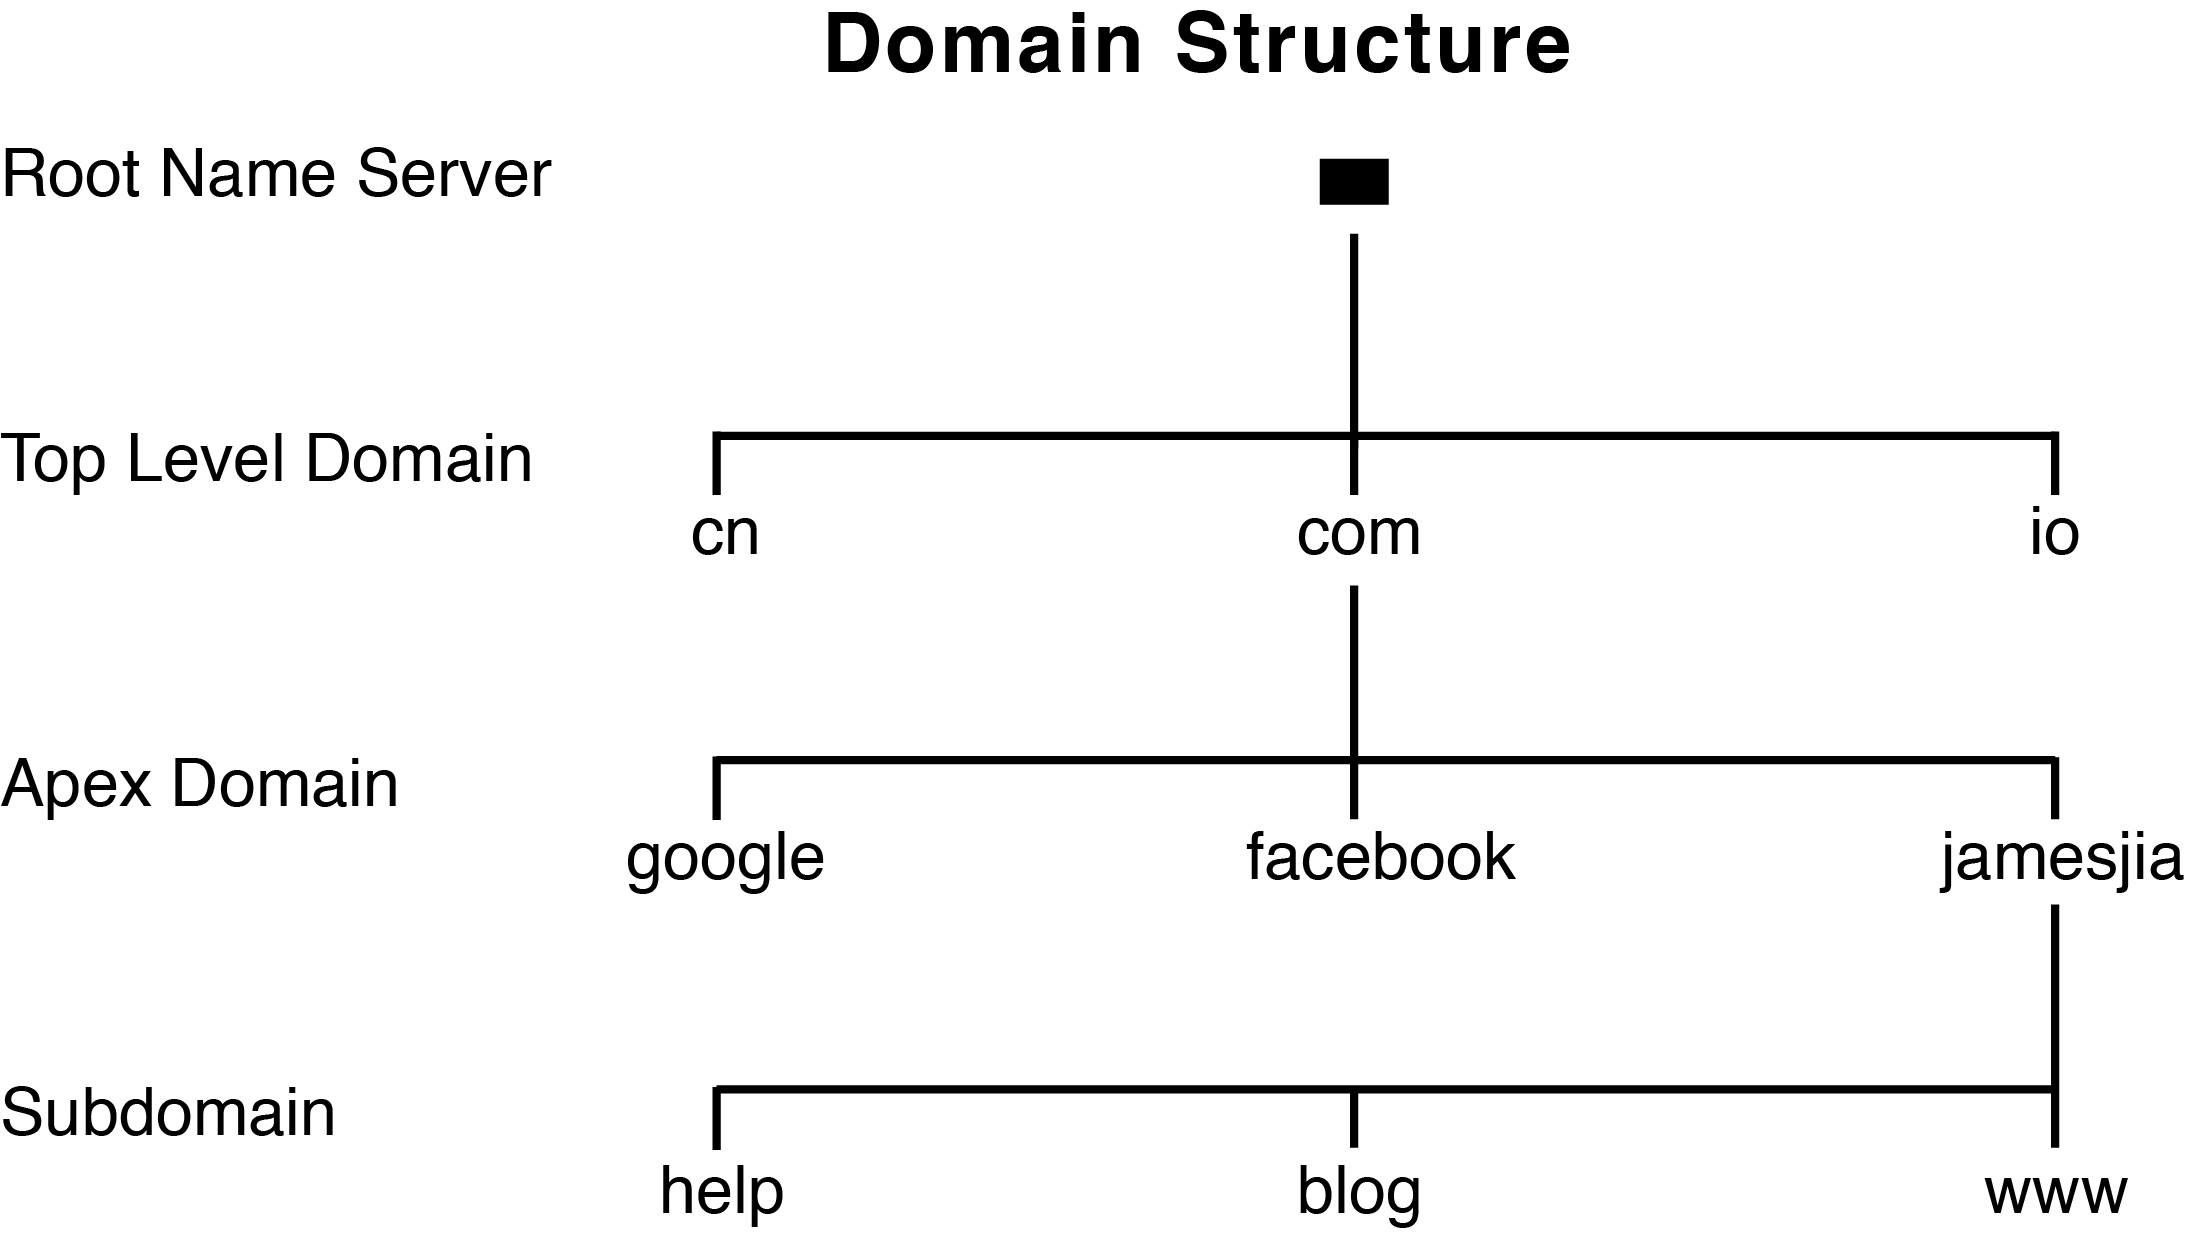 Domain Structure
Root Name Server
Top Level Domain
cn com io
Apex Domain
google facebook jamesjia
Subdomain
help blog www